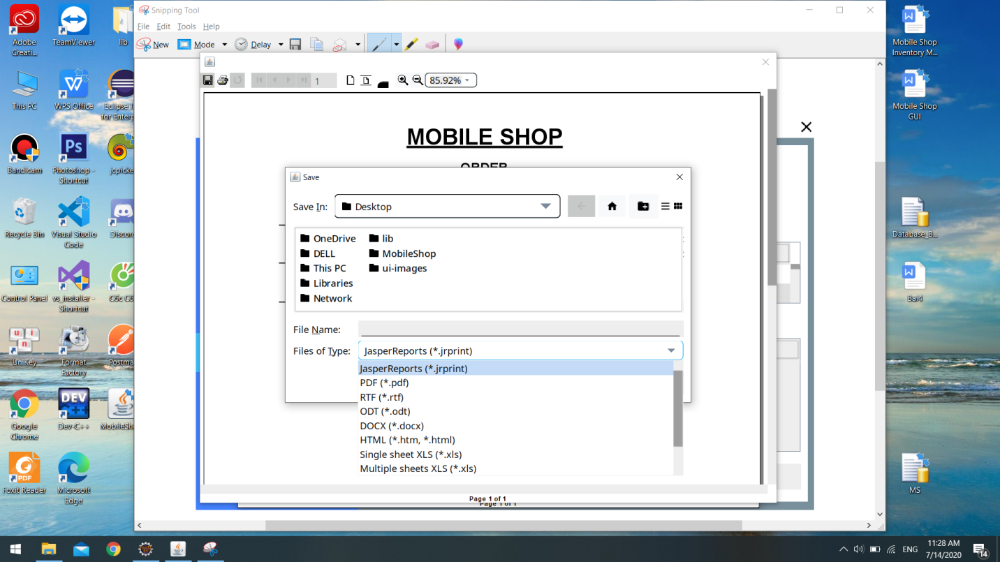 Snipping Tool
File Edit Tools Help
New Mode Delay
1
85.92%
MOBILE SHOP
ORDER
Save
Save In: Desktop
OneDrive
DELL
This PC
Libraries
Network
lib
MobileShop
ui-images
File Name:
Files of Type: JasperReports (*.jrprint)
JasperReports (*.jrprint)
PDF (*.pdf)
RTF (*.rtf)
ODT (*.odt)
DOCX (*.docx)
HTML (*.htm, *.html)
Single sheet XLS (*.xls)
Multiple sheets XLS (*.xls)
Page 1 of 1
Page 1 of 1
Adobe
Creati...
TeamViewer
lib
This PC
WPS Office
Eclipse I
for Enterp
Bandicam
Ps
Photoshop -
Shortcut
jcpicke
Recycle Bin
Visual Studio
Code
Discord
Control Panel
vs_installer -
Shortcut
Cốc Cố
u n i
UniKey
Format
Factory
Postma
Google
Chrome
DEV
Dev-C++
MobileSh
PDF
Foxit Reader
Microsoft
Edge
Mobile Shop
Inventory M...
Mobile Shop
GUI
Database_B...
Bai4
MS
ENG
11:28 AM
7/14/2020
14